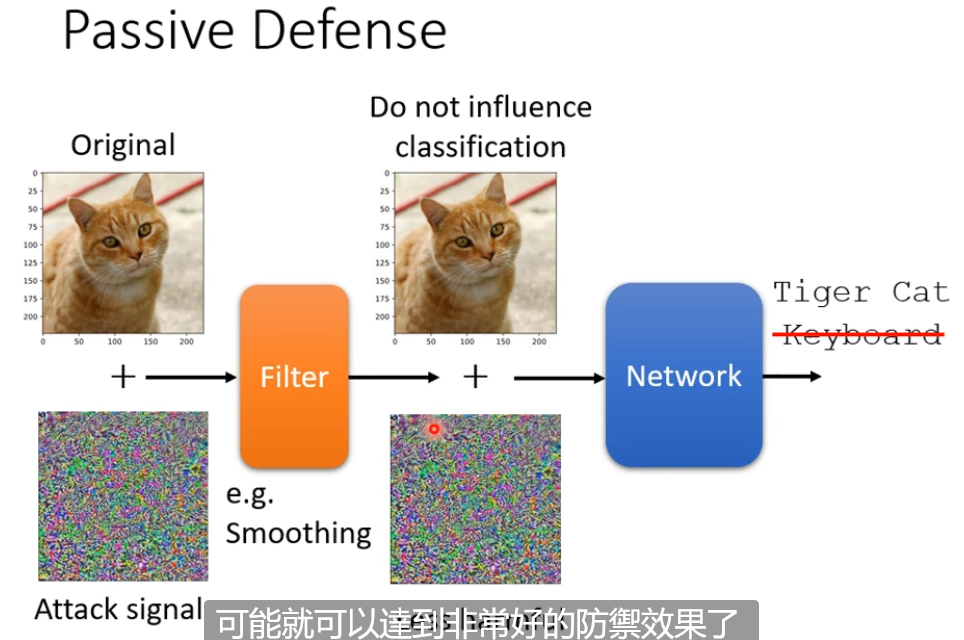 Passive Defense
Original
Do not influence
classification
0
25
50
75
100
125
150
175
200
0 50 100 150 200
0
25
50
75
100
125
150
175
200
0 50 100 150 200
+
Filter
+
Network
Tiger Cat
Keyboard
e.g.
Smoothing
Attack signal
可能就可以達到非常好的防禦效果了